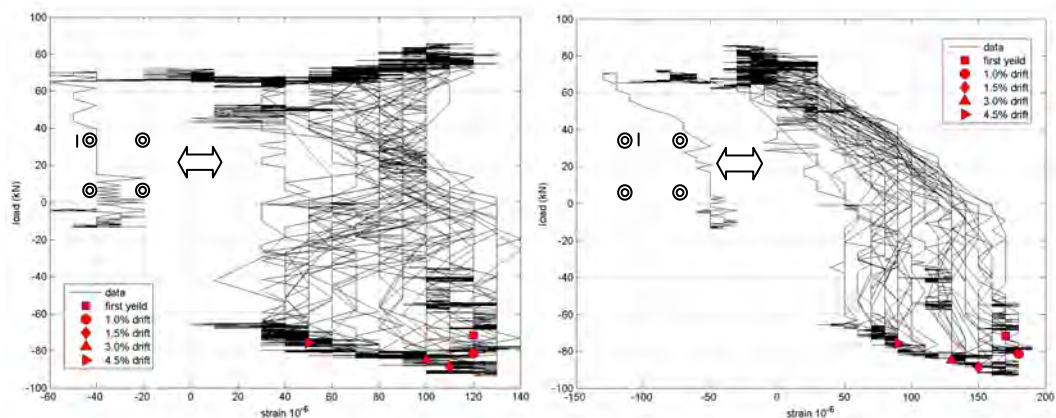 100
80
60
40
20
0
-20
-40
-60
-80
-100
load (kN)
data
first yeild
1.0% drift
1.5% drift
3.0% drift
4.5% drift
-60 -40 -20 0 20 40 60 80 100 120 140
strain 10-6
100
80
60
40
20
0
-20
-40
-60
-80
-100
load (kN)
data
first yeild
1.0% drift
1.5% drift
3.0% drift
4.5% drift
-150 -100 -50 0 50 100 150 200
strain 10-6